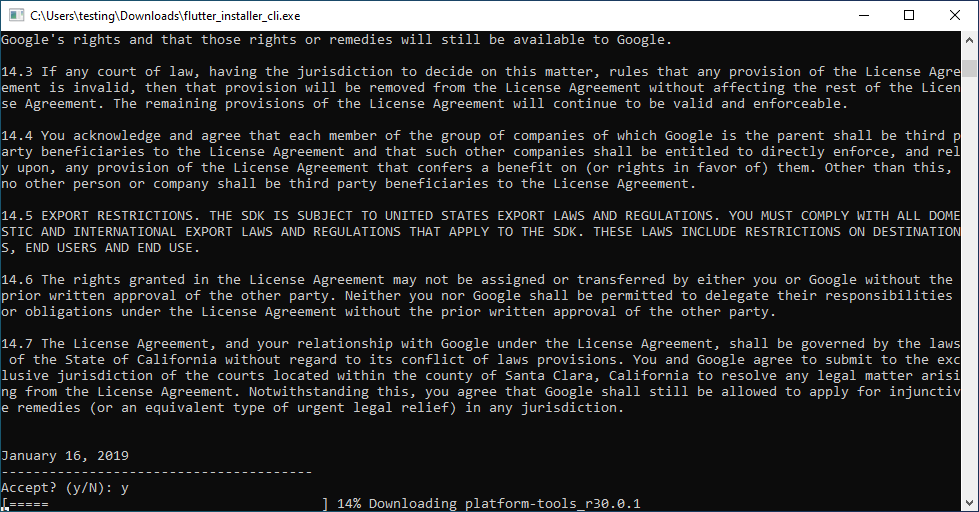 C:\Users\testing\Downloads\flutter_installer_cli.exe
Google's rights and that those rights or remedies will still be available to Google.
14.3 If any court of law, having the jurisdiction to decide on this matter, rules that any provision of the License Agre
ement is invalid, then that provision will be removed from the License Agreement without affecting the rest of the Licen
se Agreement. The remaining provisions of the License Agreement will continue to be valid and enforceable.
14.4 You acknowledge and agree that each member of the group of companies of which Google is the parent shall be third p
arty beneficiaries to the License Agreement and that such other companies shall be entitled to directly enforce, and rel
y upon, any provision of the License Agreement that confers a benefit on (or rights in favor of) them. Other than this,
no other person or company shall be third party beneficiaries to the License Agreement.
14.5 EXPORT RESTRICTIONS. THE SDK IS SUBJECT TO UNITED STATES EXPORT LAWS AND REGULATIONS. YOU MUST COMPLY WITH ALL DOME
STIC AND INTERNATIONAL EXPORT LAWS AND REGULATIONS THAT APPLY TO THE SDK. THESE LAWS INCLUDE RESTRICTIONS ON DESTINATION
S, END USERS AND END USE.
14.6 The rights granted in the License Agreement may not be assigned or transferred by either you or Google without the
prior written approval of the other party. Neither you nor Google shall be permitted to delegate their responsibilities
or obligations under the License Agreement without the prior written approval of the other party.
14.7 The License Agreement, and your relationship with Google under the License Agreement, shall be governed by the laws
of the State of California without regard to its conflict of laws provisions. You and Google agree to submit to the exc
lusive jurisdiction of the courts located within the county of Santa Clara, California to resolve any legal matter arisi
ng from the License Agreement. Notwithstanding this, you agree that Google shall still be allowed to apply for injunctiv
e remedies (or an equivalent type of urgent legal relief) in any jurisdiction.
January 16, 2019
---------------------------------------
Accept? (y/N): y
[=====                                  ] 14% Downloading platform-tools_r30.0.1